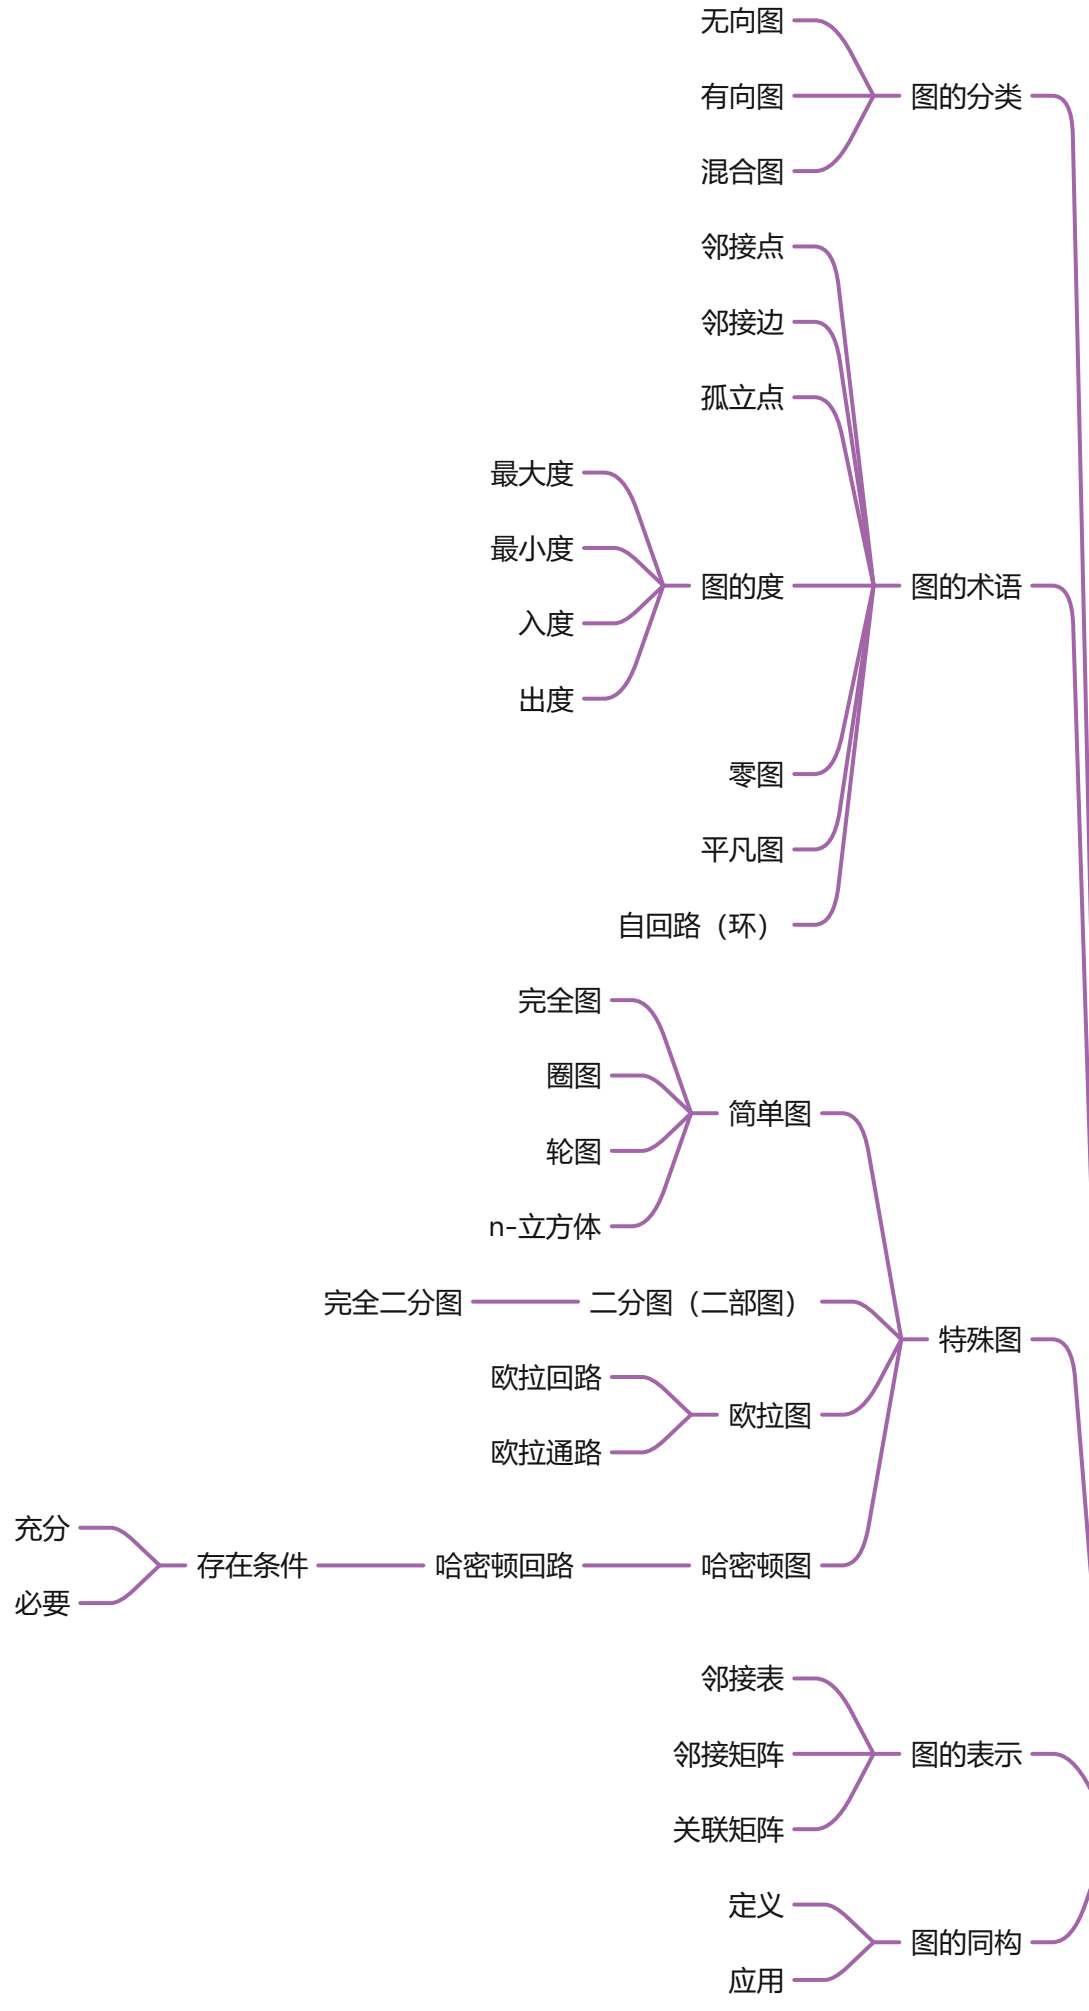 无向图
有向图
图的分类
混合图
邻接点
邻接边
孤立点
最大度
最小度
图的度
图的术语
入度
出度
零图
平凡图
自回路（环）
完全图
圈图
简单图
轮图
n-立方体
完全二分图
二分图（二部图）
特殊图
欧拉回路
欧拉图
欧拉通路
充分
存在条件
哈密顿回路
哈密顿图
必要
邻接表
邻接矩阵
图的表示
关联矩阵
定义
图的同构
应用